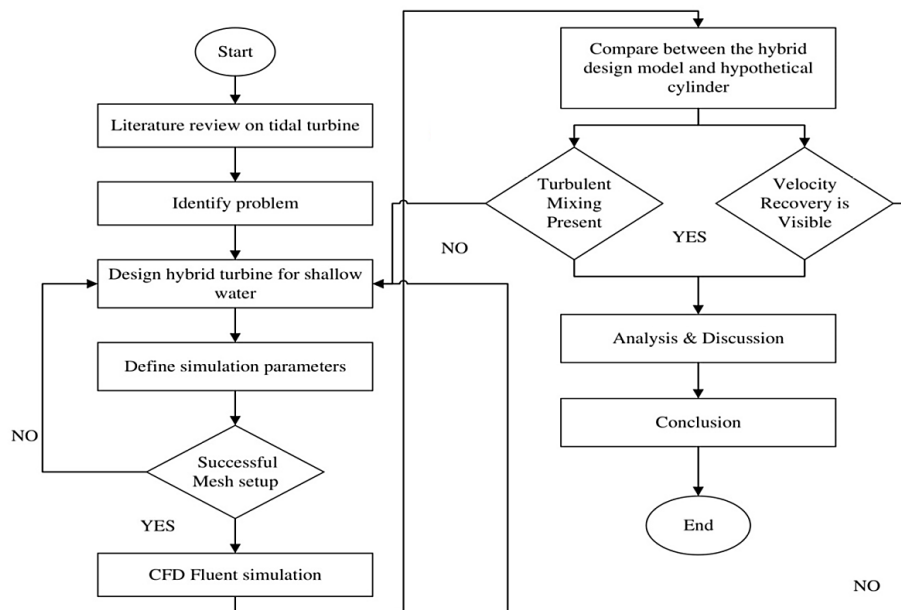 Start
Literature review on tidal turbine
Identify problem
Design hybrid turbine for shallow
water
Define simulation parameters
NO
Successful
Mesh setup
YES
CFD Fluent simulation
Compare between the hybrid
design model and hypothetical
cylinder
Turbulent
Mixing
Present
Velocity
Recovery is
Visible
NO
YES
Analysis & Discussion
Conclusion
End
NO